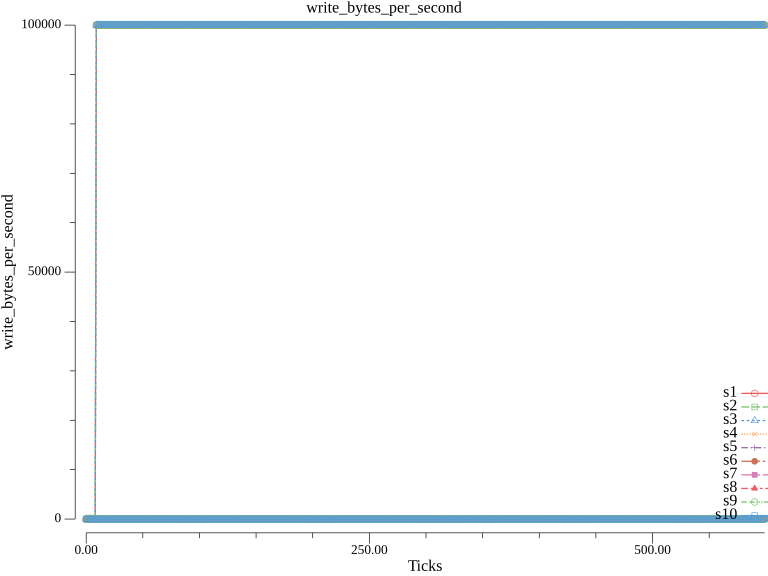 write_bytes_per_second
100000
50000
0
write_bytes_per_second
0.00
250.00
500.00
Ticks
s1
s2
s3
s4
s5
s6
s7
s8
s9
s10